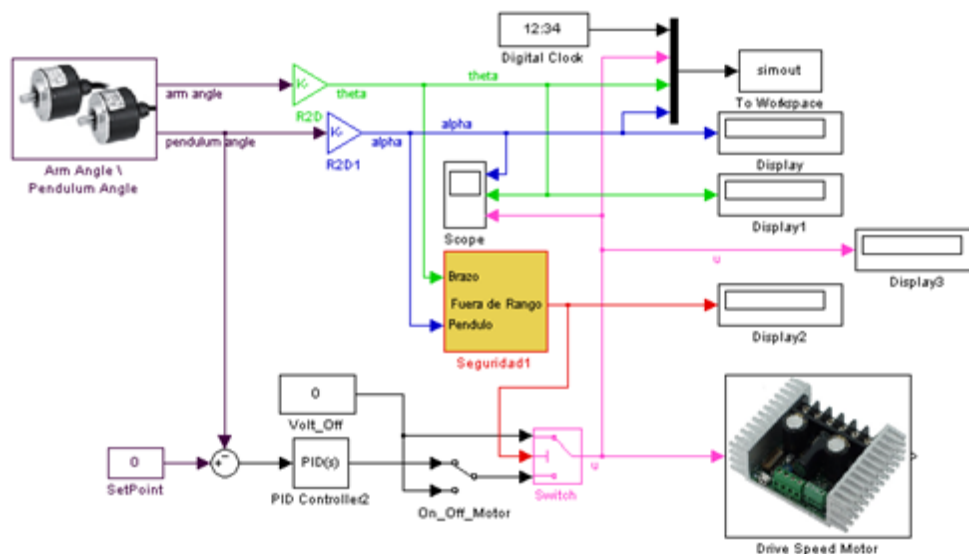 12:34
Digital Clock
simout
To Workspace
arm angle
K-
R2D
theta
theta
pendulum angle
K-
R2D1
alpha
alpha
Arm Angle \
Pendulum Angle
Display
Scope
Display1
u
Display3
Brazo
Fuera de Rango
Pendulo
Seguridad1
Display2
0
Volt_Off
0
SetPoint
+
-
PID(s)
PID Controller2
On_Off_Motor
Switch
u
Drive Speed Motor